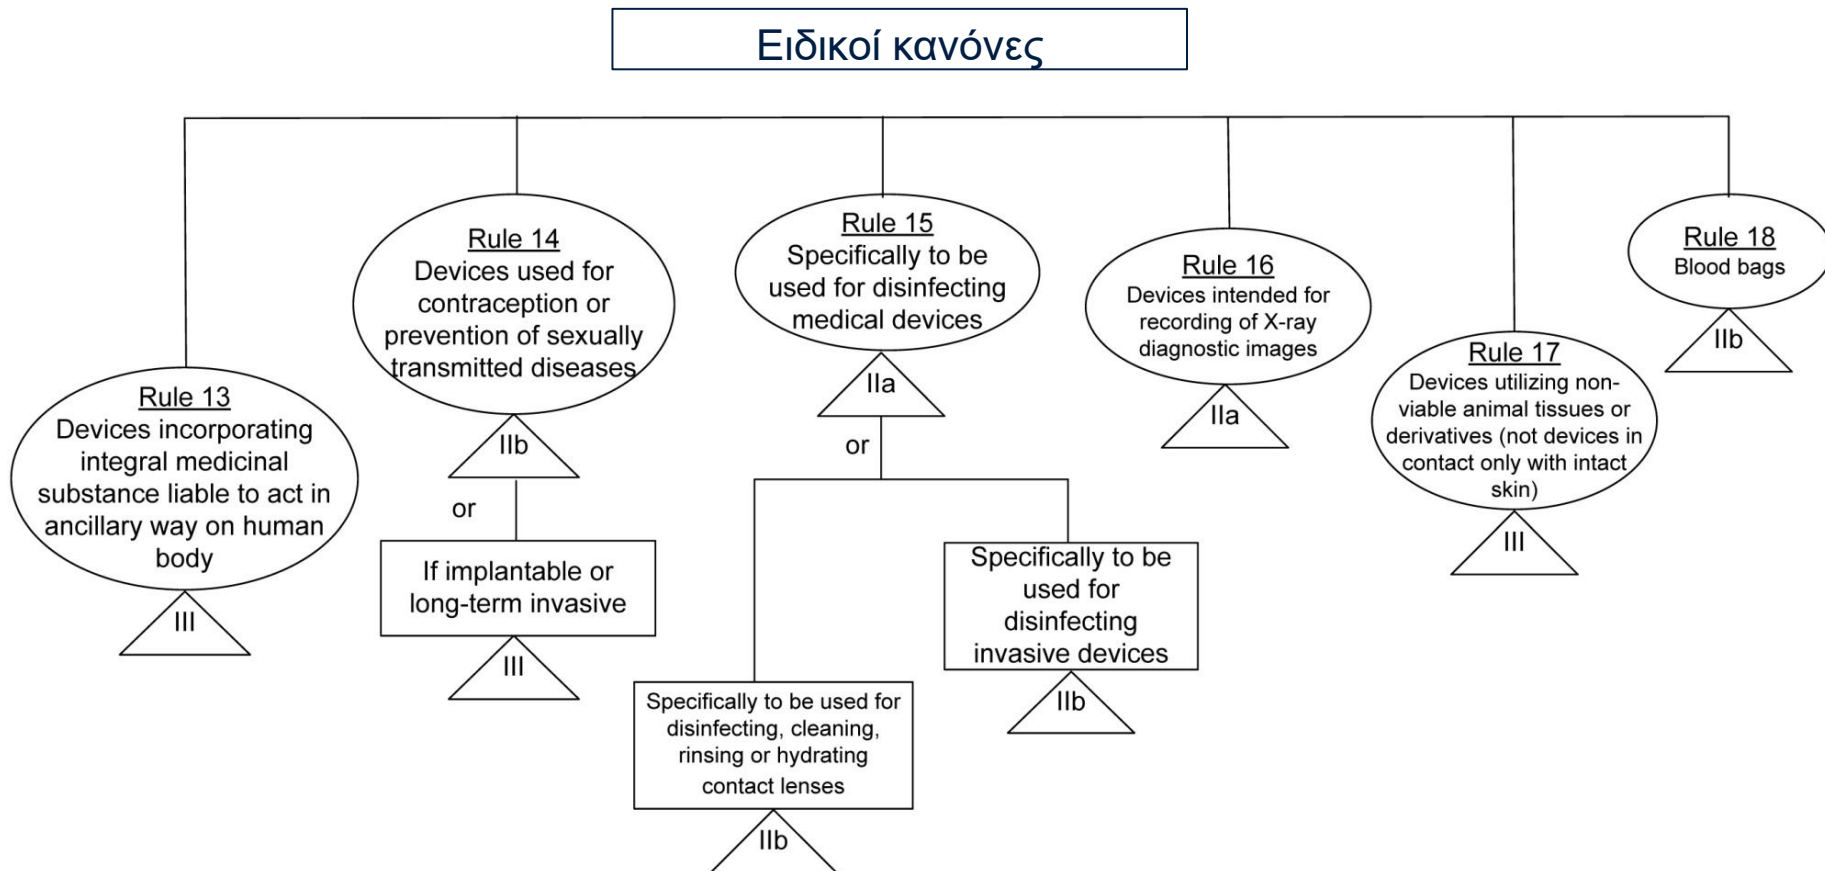 Ειδικοί κανόνες
Rule 13
Devices incorporating
integral medicinal
substance liable to act in
ancillary way on human
body
III
Rule 14
Devices used for
contraception or
prevention of sexually
transmitted diseases
IIb
or
If implantable or
long-term invasive
III
Rule 15
Specifically to be
used for disinfecting
medical devices
IIa
or
Specifically to be used for
disinfecting, cleaning,
rinsing or hydrating
contact lenses
IIb
Specifically to be
used for
disinfecting
invasive devices
IIb
Rule 16
Devices intended for
recording of X-ray
diagnostic images
IIa
Rule 17
Devices utilizing non-
viable animal tissues or
derivatives (not devices in
contact only with intact
skin)
III
Rule 18
Blood bags
IIb